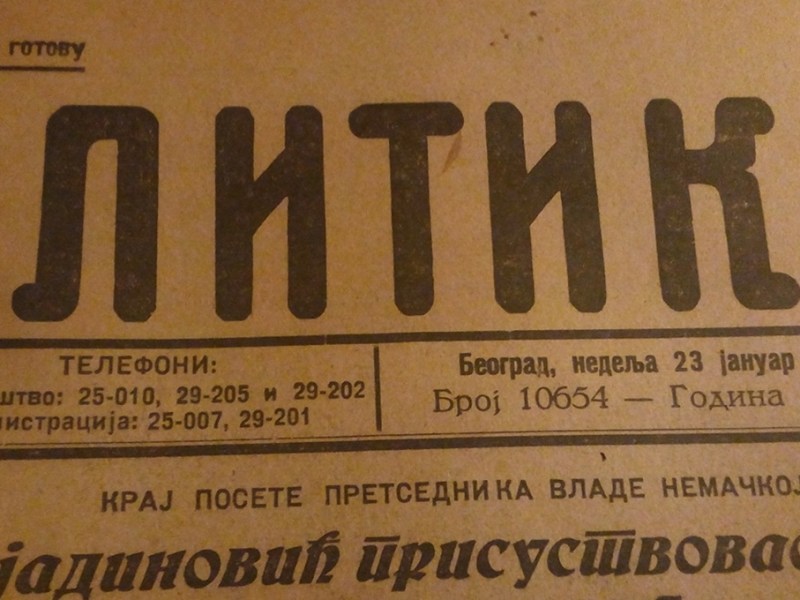 готову
ЛИТИК
ТЕЛЕФОНИ:
штво: 25-010, 29-205 и 29-202
нистрација: 25-007, 29-201
Београд, недеља 23 јануар
Број 10654 — Година
КРАЈ ПОСЕТЕ ПРЕТСЕДНИКА ВЛАДЕ НЕМАЧКОЈ
јадиновић присуствовао